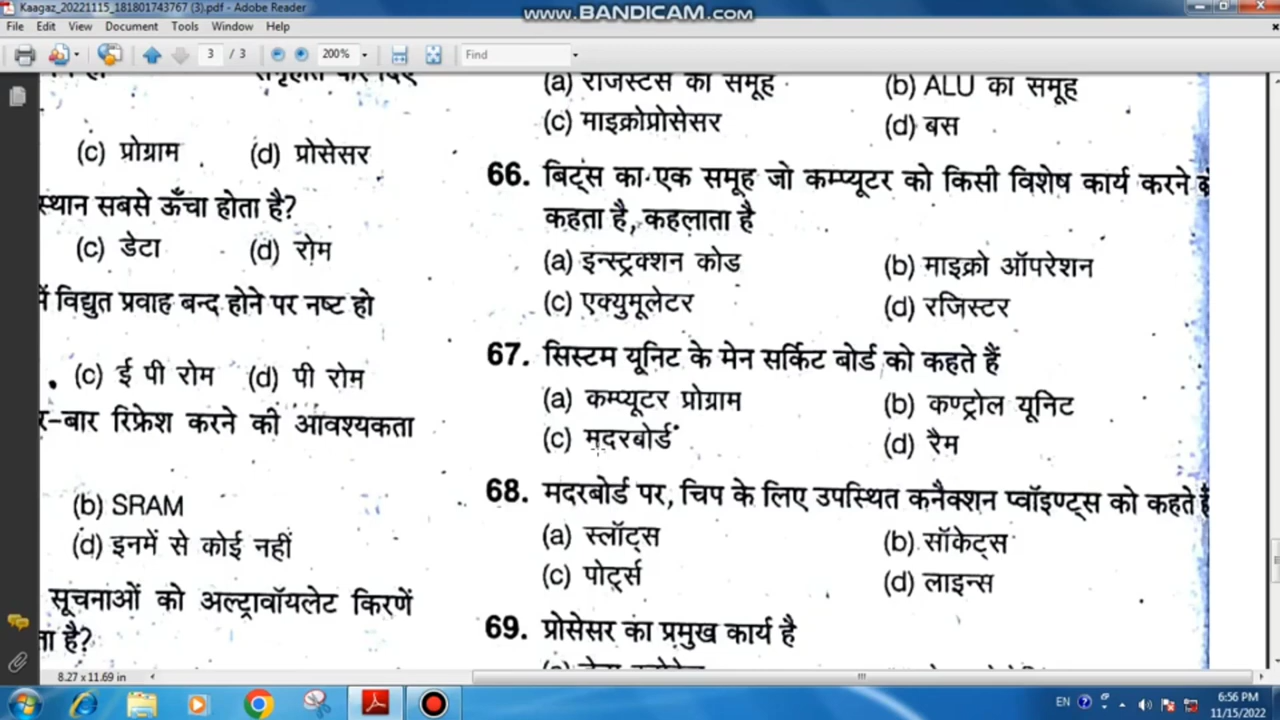 Kaagaz_20221115_181801743767 (3).pdf - Adobe Reader
www.BANDICAM.com
File Edit View Document Tools Window Help
3 / 3 200% Find
(c) प्रोग्राम (d) प्रोसेसर
स्थान सबसे ऊँचा होता है?
(c) डेटा (d) रोम
में विद्युत प्रवाह बन्द होने पर नष्ट हो
(c) ई पी रोम (d) पी रोम
र-बार रिफ्रेश करने की आवश्यकता
(b) SRAM
(d) इनमें से कोई नहीं
सूचनाओं को अल्ट्रावॉयलेट किरणें
ता है?
(a) रजिस्टर्स का समूह (b) ALU का समूह
(c) माइक्रोप्रोसेसर (d) बस
66. बिट्स का एक समूह जो कम्प्यूटर को किसी विशेष कार्य करने को
कहता है, कहलाता है
(a) इन्स्ट्रक्शन कोड (b) माइक्रो ऑपरेशन
(c) एक्युमूलेटर (d) रजिस्टर
67. सिस्टम यूनिट के मेन सर्किट बोर्ड को कहते हैं
(a) कम्प्यूटर प्रोग्राम (b) कण्ट्रोल यूनिट
(c) मदरबोर्ड (d) रैम
68. मदरबोर्ड पर, चिप के लिए उपस्थित कनैक्शन प्वॉइण्ट्स को कहते हैं
(a) स्लॉट्स (b) सॉकेट्स
(c) पोर्ट्स (d) लाइन्स
69. प्रोसेसर का प्रमुख कार्य है
8.27 x 11.69 in
EN 6:56 PM
11/15/2022